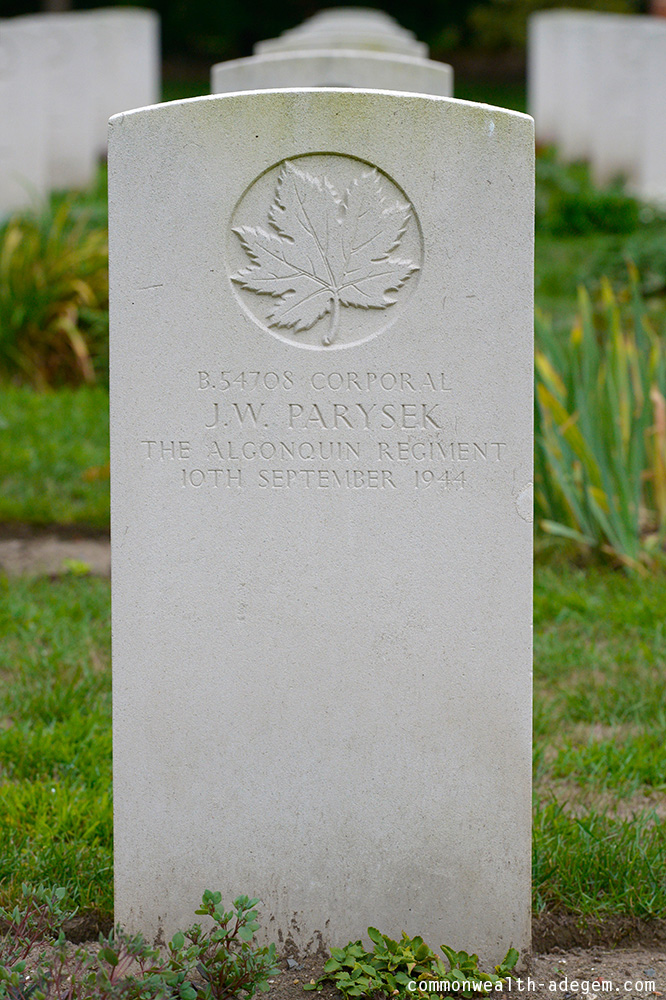 B.54708 CORPORAL
J.W. PARYSEK
THE ALGONQUIN REGIMENT
10TH SEPTEMBER 1944
commonwealth-adegem.com